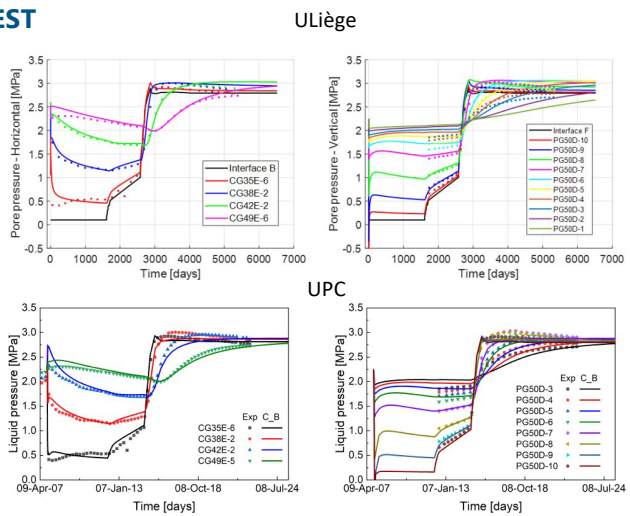 EST
ULiège
Pore pressure - Horizontal [MPa]
3.5
3
2.5
2
1.5
1
0.5
0
-0.5
Interface B
CG35E-6
CG38E-2
CG42E-2
CG49E-6
0 1000 2000 3000 4000 5000 6000 7000
Time [days]
Pore pressure - Vertical [MPa]
3.5
3
2.5
2
1.5
1
0.5
0
-0.5
Interface F
PG50D-10
PG50D-9
PG50D-8
PG50D-7
PG50D-6
PG50D-5
PG50D-4
PG50D-3
PG50D-2
PG50D-1
0 1000 2000 3000 4000 5000 6000 7000
Time [days]
UPC
Liquid pressure [MPa]
3.5
3.0
2.5
2.0
1.5
1.0
0.5
0.0
Exp C_B
CG35E-6
CG38E-2
CG42E-2
CG49E-5
09-Apr-07 07-Jan-13 08-Oct-18 08-Jul-24
Time [days]
Liquid pressure [MPa]
3.5
3.0
2.5
2.0
1.5
1.0
0.5
0.0
Exp C_B
PG50D-3
PG50D-4
PG50D-5
PG50D-6
PG50D-7
PG50D-8
PG50D-9
PG50D-10
09-Apr-07 07-Jan-13 08-Oct-18 08-Jul-24
Time [days]